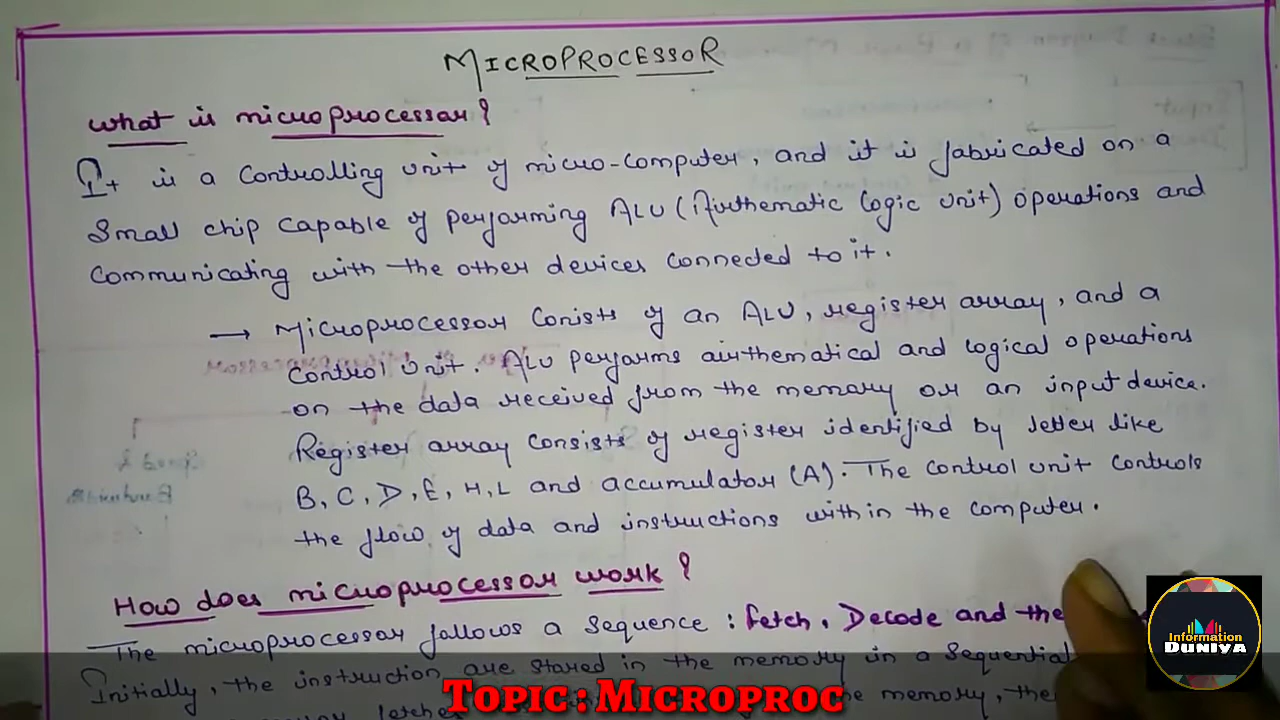 MICROPROCESSOR
What is microprocessor?
It is a controlling unit of micro-computer, and it is fabricated on a
small chip capable of performing ALU (Airthematic logic unit) operations and
communicating with the other devices connected to it.
→ Microprocessor conists of an ALU, register array, and a
control unit. ALU performs airthematical and logical operations
on the data received from the memory or an input device.
Register array consists of register identified by letter like
B, C, D, E, H, L and accumulator (A). The control unit controls
the flow of data and instructions within the computer.
How does microprocessor work?
The microprocessor follows a sequence : Fetch, Decode and the
Initially, the instruction are stored in the memory in a sequential
the memory, the
TOPIC : MICROPROC
Information
DUNIYA